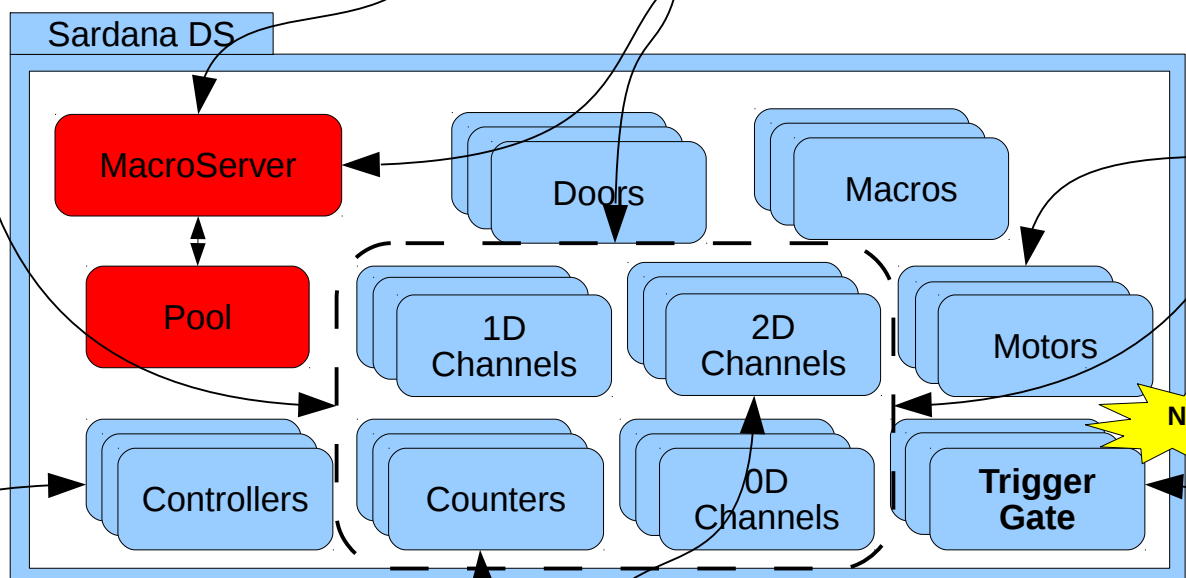 Sardana DS
MacroServer
Doors
Macros
Pool
1D
Channels
2D
Channels
Motors
N
Controllers
Counters
0D
Channels
Trigger
Gate